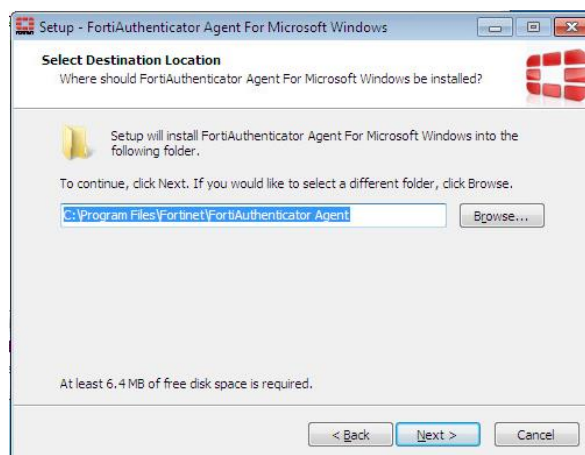 Setup - FortiAuthenticator Agent For Microsoft Windows
Select Destination Location
Where should FortiAuthenticator Agent For Microsoft Windows be installed?
Setup will install FortiAuthenticator Agent For Microsoft Windows into the
following folder.
To continue, click Next. If you would like to select a different folder, click Browse.
C:\Program Files\Fortinet\FortiAuthenticator Agent
Browse...
At least 6.4 MB of free disk space is required.
< Back
Next >
Cancel